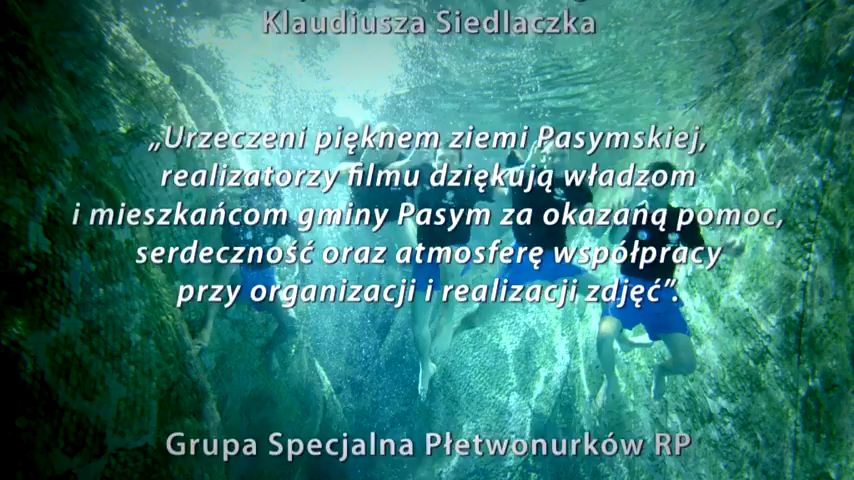 Klaudiusza Siedlaczka
„Urzeczeni pięknem ziemi Pasymskiej,
realizatorzy filmu dziękują władzom
i mieszkańcom gminy Pasym za okazaną pomoc,
serdeczność oraz atmosferę współpracy
przy organizacji i realizacji zdjęć”.
Grupa Specjalna Płetwonurków RP